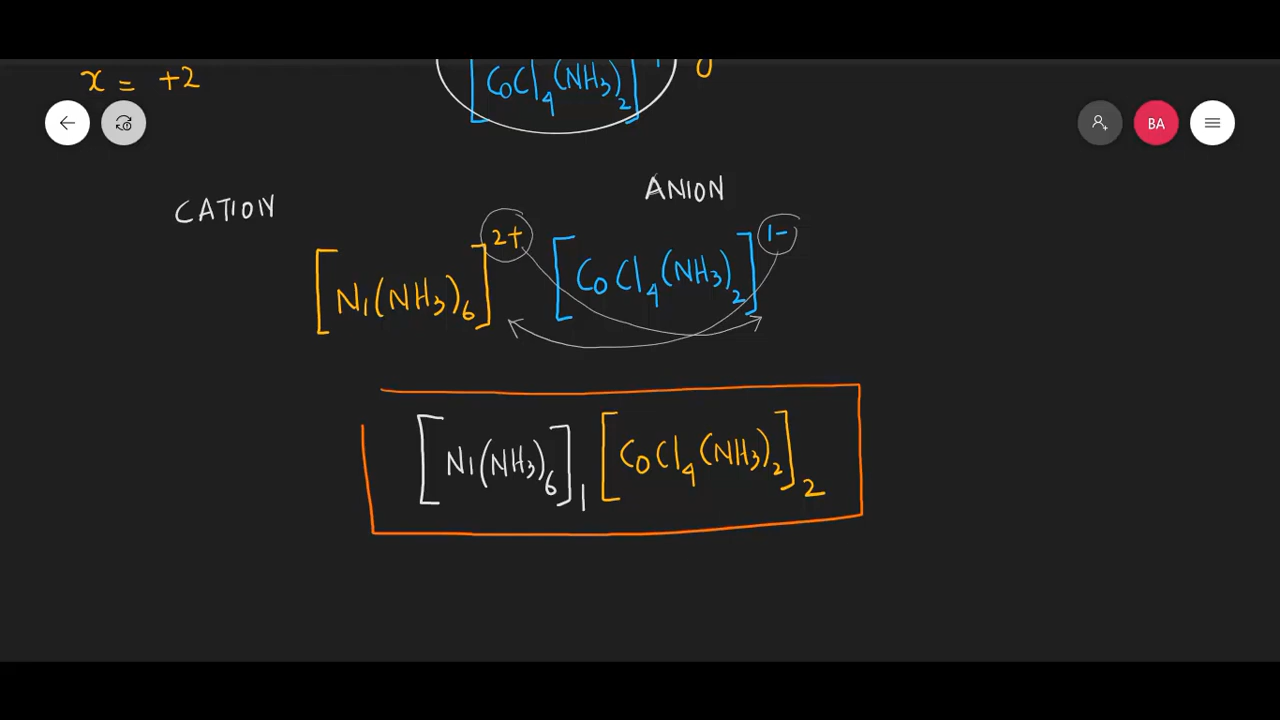 x = +2 [CoCl4(NH3)2] 0
BA
CATION ANION
[Ni(NH3)6]2+ [CoCl4(NH3)2]1-
[Ni(NH3)6]1 [CoCl4(NH3)2]2